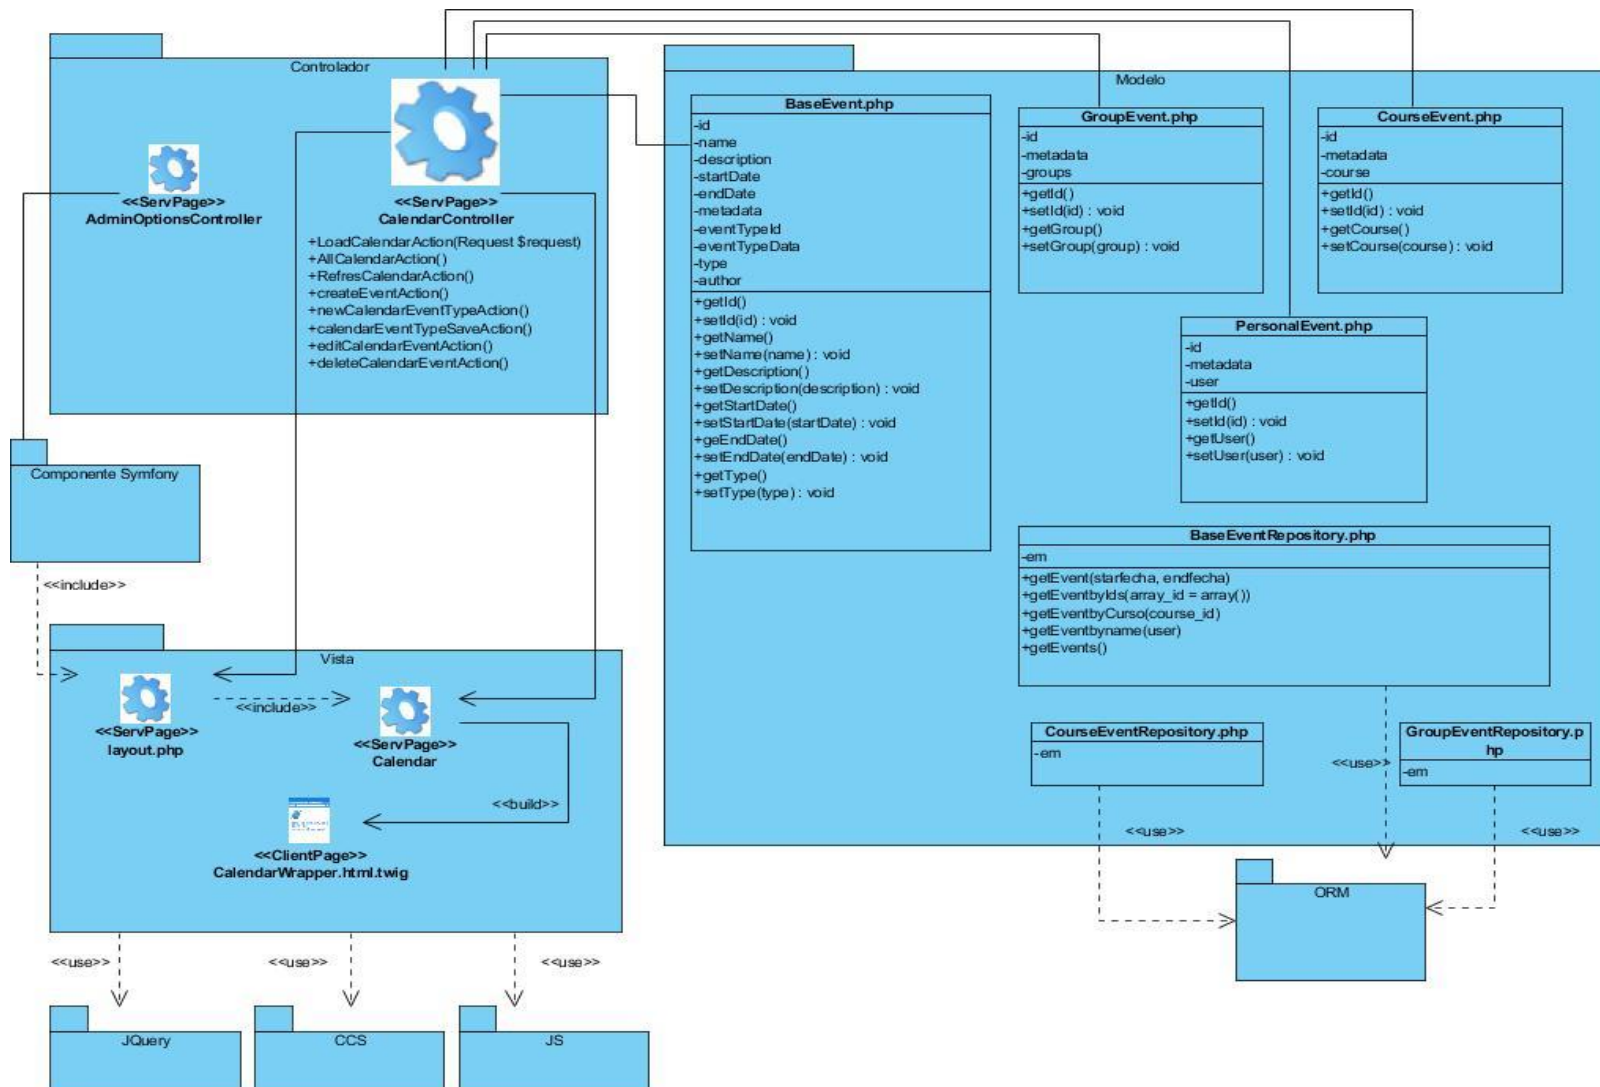 Controlador
<<ServPage>>
AdminOptionsController
<<ServPage>>
CalendarController
+LoadCalendarAction(Request $request)
+AllCalendarAction()
+RefresCalendarAction()
+createEventAction()
+newCalendarEventTypeAction()
+calendarEventTypeSaveAction()
+editCalendarEventAction()
+deleteCalendarEventAction()
Componente Symfony
<<include>>
Vista
<<ServPage>>
layout.php
<<include>>
<<ServPage>>
Calendar
<<build>>
<<ClientPage>>
CalendarWrapper.html.twig
<<use>>
<<use>>
<<use>>
JQuery
CCS
JS
Modelo
BaseEvent.php
-id
-name
-description
-startDate
-endDate
-metadata
-eventTypeId
-eventTypeData
-type
-author
+getId()
+setId(id) : void
+getName()
+setName(name) : void
+getDescription()
+setDescription(description) : void
+getStartDate()
+setStartDate(startDate) : void
+geEndDate()
+setEndDate(endDate) : void
+getType()
+setType(type) : void
GroupEvent.php
-id
-metadata
-groups
+getId()
+setId(id) : void
+getGroup()
+setGroup(group) : void
CourseEvent.php
-id
-metadata
-course
+getId()
+setId(id) : void
+getCourse()
+setCourse(course) : void
PersonalEvent.php
-id
-metadata
-user
+getId()
+setId(id) : void
+getUser()
+setUser(user) : void
BaseEventRepository.php
-em
+getEvent(starfecha, endfecha)
+getEventbyIds(array_id = array())
+getEventbyCurso(course_id)
+getEventbyname(user)
+getEvents()
CourseEventRepository.php
-em
<<use>>
GroupEventRepository.p
hp
-em
<<use>>
<<use>>
ORM